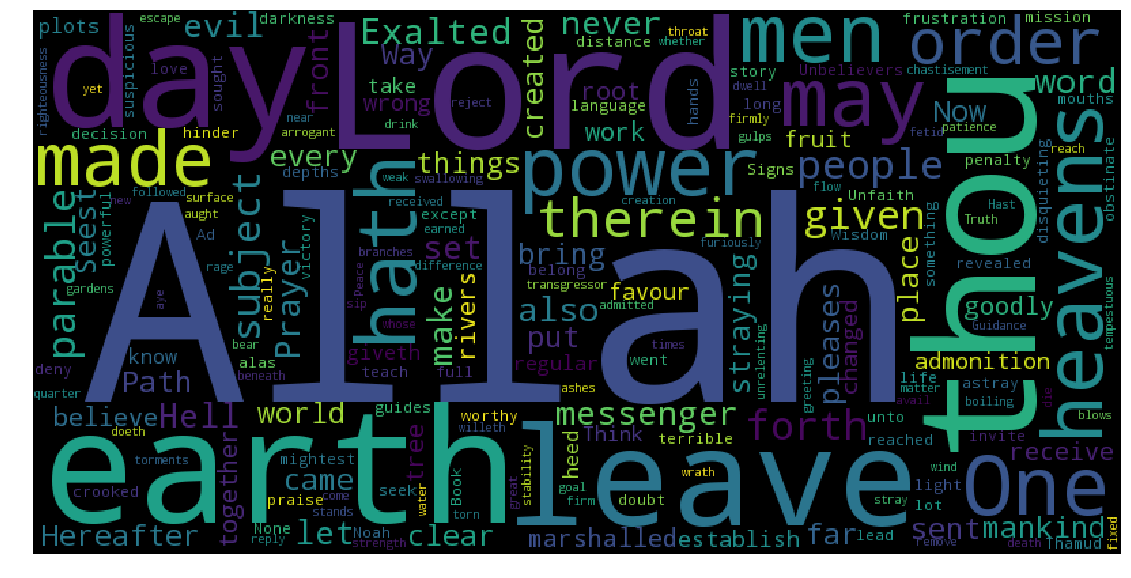 plots
escape
evil
darkness
Exalted
never
throat
whether
frustration
mission
day
Lord
men
order
righteousness
yet
suspicious
love
sought
front
Way
distance
take
wrong
reject
created
root
language
hands
story
Unbelievers
chastisement
dwell
long
firmly
may
Now
word
mouths
decision
hinder
near
arrogant
drink
work
gulps
fruit
fetid
patience
made
every
depths
things
weak
swallowing
power
Signs
people
penalty
reach
obstinate
parable
Seest
powerful
followed
new
surface
aught
Ad
subject
Prayer
victory
hath
received
earned
except
set
creation
therein
flow
given
Unfaith
Wisdom
Truth
Hast
thou
disquieting
heavens
rage
really
gardens
aye
Allah
branches
difference
Peace
slp
whose
transgressor
admitted
bring
belong
furiously
favour
straying
place
something
revealed
goodly
Guidance
tempestuous
deny
know
alas
bear
beneath
giveth
teach
make
full
rivers
also
put
regular
times
went
unrelenting
pleases
changed
admonition
quarter
Path
ashes
greeting
life
matter
avail
astray
boiling
die
blows
believe
Hell
world
guides
worthy
willeth
messenger
forth
unto
reached
invite
receive
doeth
earth
leave
One
torments
together
mightest
came
tree
heed
Think
terrible
wrath
goal
firm
stability
great
doubt
stray
wind
light
lot
crooked
praise
come
stands
seek
Book
torn
water
Hereafter
None
reply
let
Noah
strength
clear
marshalled
establish
remove
far
lead
sent
death
mankind
Thamud
fixed